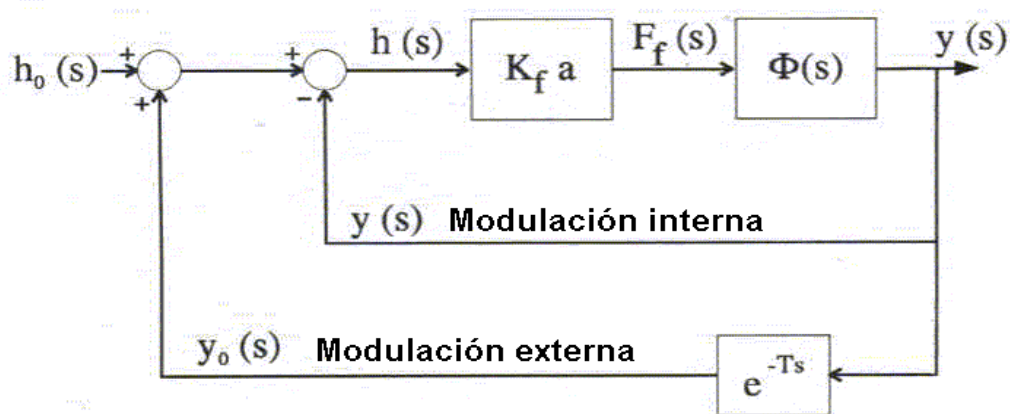 h₀ (s)
+
+
+
−
h (s)
K_f a
F_f (s)
Φ(s)
y (s)
y (s) Modulación interna
y₀ (s) Modulación externa
e^-Ts